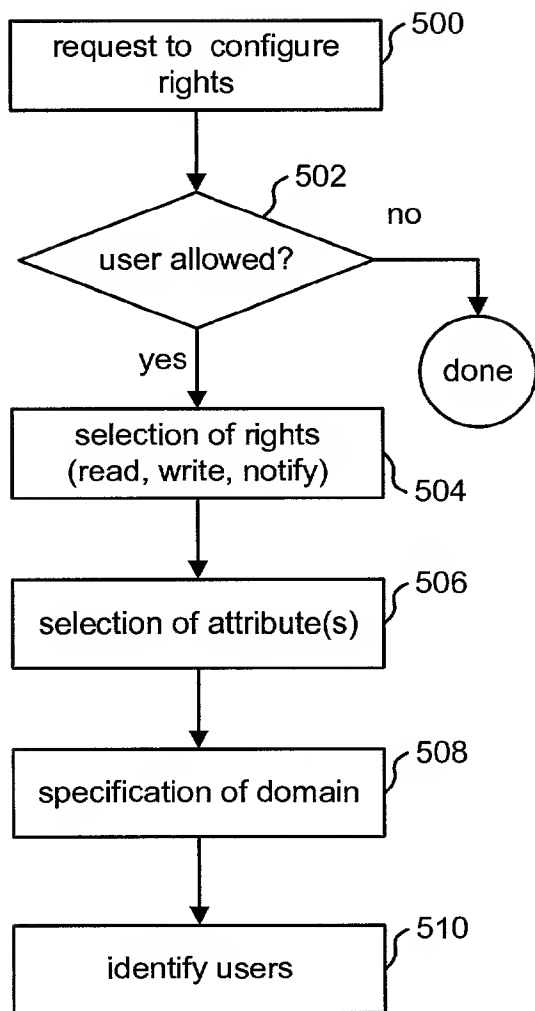 request to configure
rights
500
502
user allowed?
no
yes
done
selection of rights
(read, write, notify)
504
506
selection of attribute(s)
508
specification of domain
510
identify users